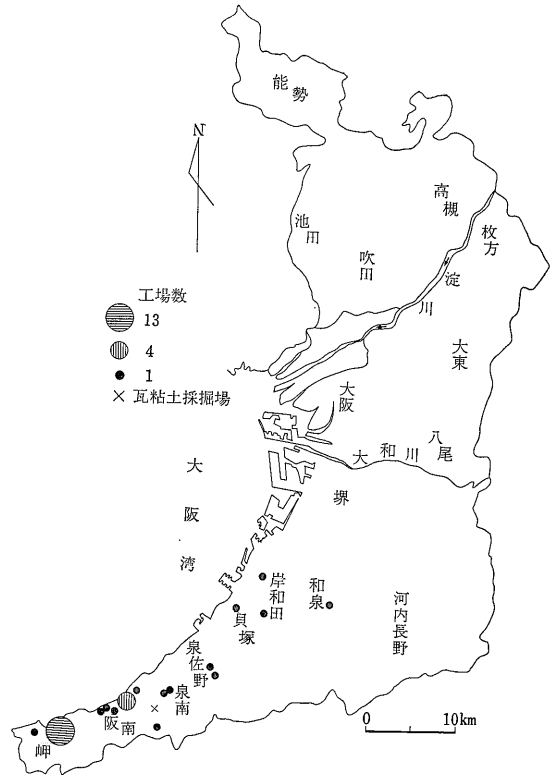 能勢
N
高槻
池田
枚方
吹田
淀川
工場数
13
4
1
× 瓦粘土採掘場
大東
大阪
八尾
大和川
大阪湾
堺
岸和田
和泉
貝塚
河内長野
泉佐野
泉南
阪南
岬
0 10km